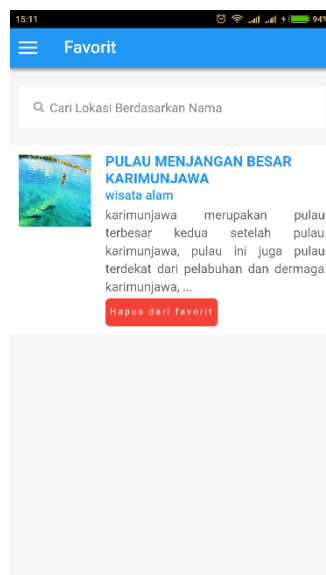 15:11
94%
Favorit
Cari Lokasi Berdasarkan Nama
PULAU MENJANGAN BESAR
KARIMUNJAWA
wisata alam
karimunjawa merupakan pulau
terbesar kedua setelah pulau
karimunjawa, pulau ini juga pulau
terdekat dari pelabuhan dan dermaga
karimunjawa, ...
Hapus dari favorit